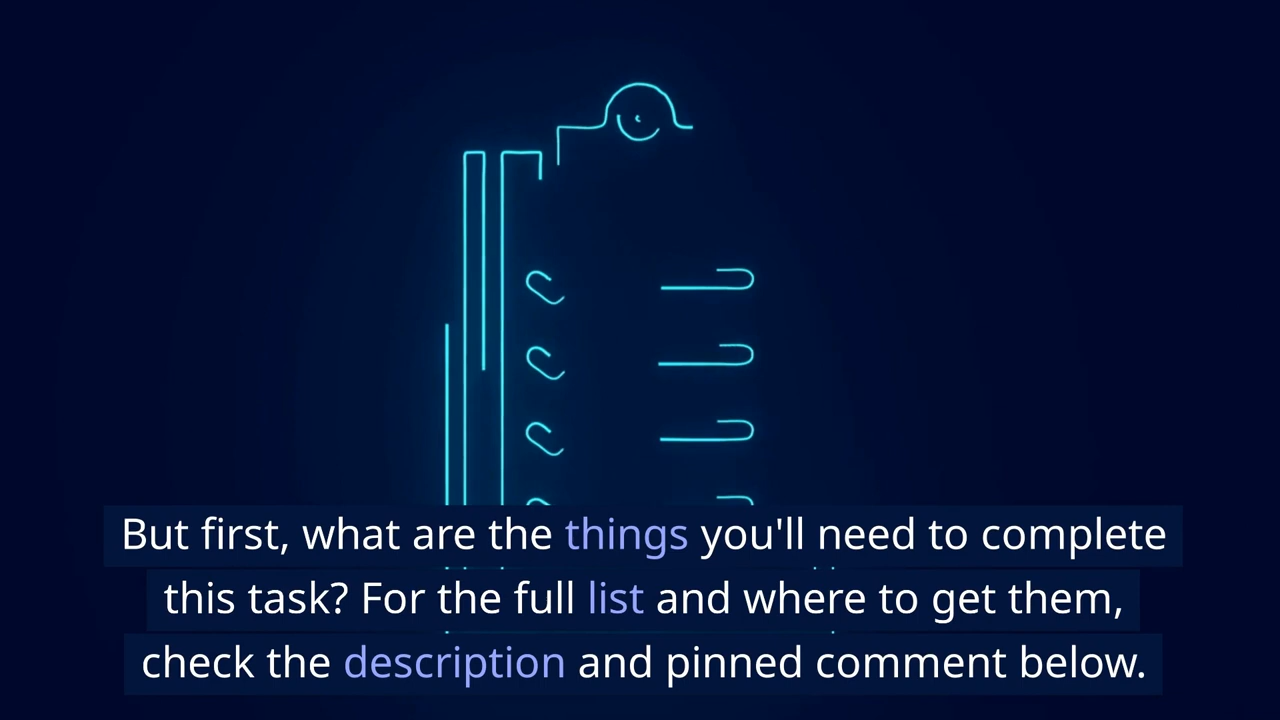 But first, what are the things you'll need to complete
this task? For the full list and where to get them,
check the description and pinned comment below.